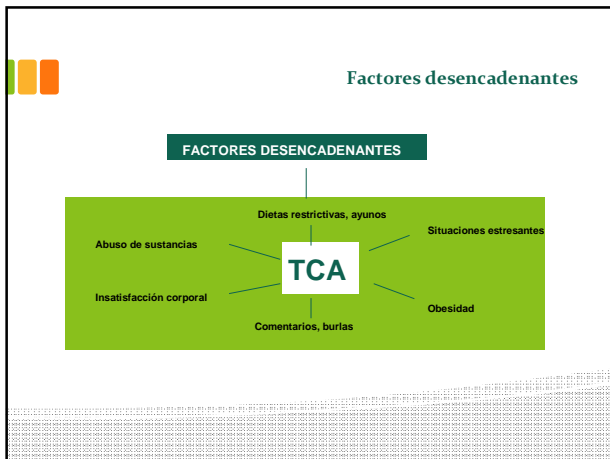 Factores desencadenantes
FACTORES DESENCADENANTES
Dietas restrictivas, ayunos
Situaciones estresantes
Abuso de sustancias
TCA
Insatisfacción corporal
Obesidad
Comentarios, burlas